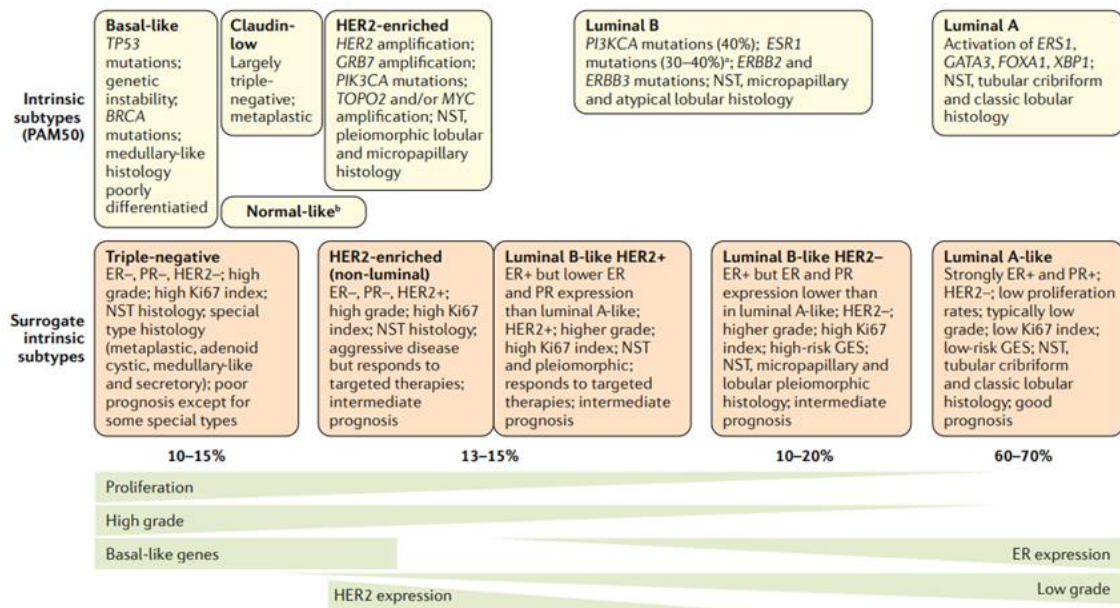 Intrinsic
subtypes
(PAM50)
Basal-like
TP53
mutations;
genetic
instability;
BRCA
mutations;
medullary-like
histology
poorly
differentiatied
Claudin-
low
Largely
triple-
negative;
metaplastic
HER2-enriched
HER2 amplification;
GRB7 amplification;
PIK3CA mutations;
TOPO2 and/or MYC
amplification; NST,
pleiomorphic lobular
and micropapillary
histology
Luminal B
PI3KCA mutations (40%); ESR1
mutations (30–40%)ᵃ; ERBB2 and
ERBB3 mutations; NST, micropapillary
and atypical lobular histology
Luminal A
Activation of ERS1,
GATA3, FOXA1, XBP1;
NST, tubular cribriform
and classic lobular
histology
Normal-likeᵇ
Surrogate
intrinsic
subtypes
Triple-negative
ER–, PR–, HER2–; high
grade; high Ki67 index;
NST histology; special
type histology
(metaplastic, adenoid
cystic, medullary-like
and secretory); poor
prognosis except for
some special types
HER2-enriched
(non-luminal)
ER–, PR–, HER2+;
high grade; high Ki67
index; NST histology;
aggressive disease
but responds to
targeted therapies;
intermediate
prognosis
Luminal B-like HER2+
ER+ but lower ER
and PR expression
than luminal A-like;
HER2+; higher grade;
high Ki67 index; NST
and pleiomorphic;
responds to targeted
therapies; intermediate
prognosis
Luminal B-like HER2–
ER+ but ER and PR
expression lower than
in luminal A-like; HER2–;
higher grade; high Ki67
index; high-risk GES;
NST, micropapillary and
lobular pleiomorphic
histology; intermediate
prognosis
Luminal A-like
Strongly ER+ and PR+;
HER2–; low proliferation
rates; typically low
grade; low Ki67 index;
low-risk GES; NST,
tubular cribriform
and classic lobular
histology; good
prognosis
10–15%
13–15%
10–20%
60–70%
Proliferation
High grade
Basal-like genes
ER expression
Low grade
HER2 expression